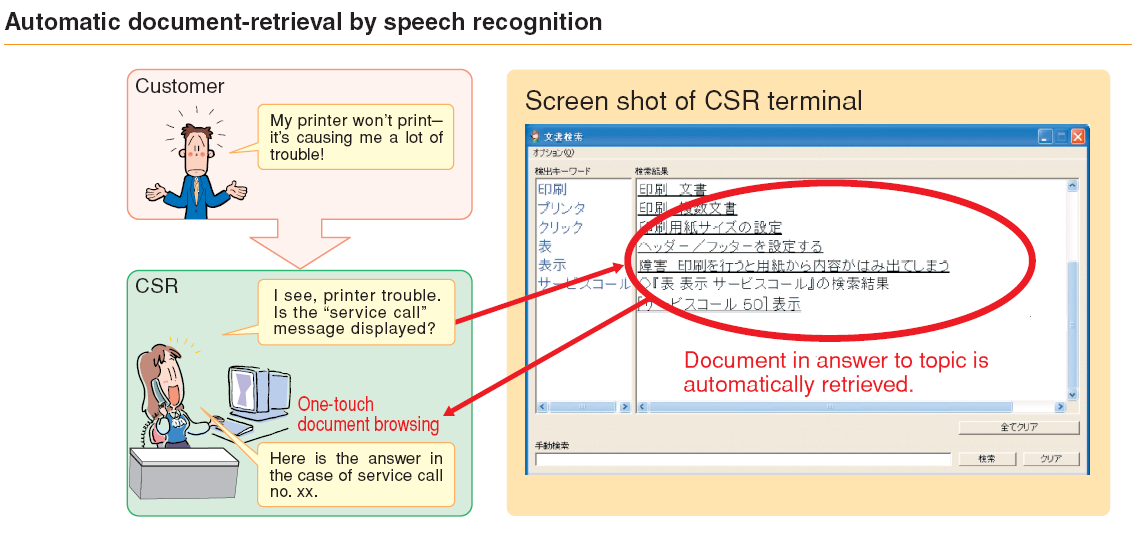 Automatic document-retrieval by speech recognition
Customer
My printer won't print—
it's causing me a lot of
trouble!
CSR
I see, printer trouble.
Is the “service call”
message displayed?
One-touch
document browsing
Here is the answer in
the case of service call
no. xx.
Screen shot of CSR terminal
文書検索
オプション(O)
検出キーワード
検索結果
印刷
プリンタ
クリック
表
表示
サービスコール
印刷 文書
印刷 複数文書
印刷用紙サイズの設定
ヘッダー／フッターを設定する
障害 印刷を行うと用紙から内容がはみ出てしまう
◇『表 表示 サービスコール』の検索結果
[サービスコール 50]表示
Document in answer to topic is
automatically retrieved.
全てクリア
手動検索
検索
クリア